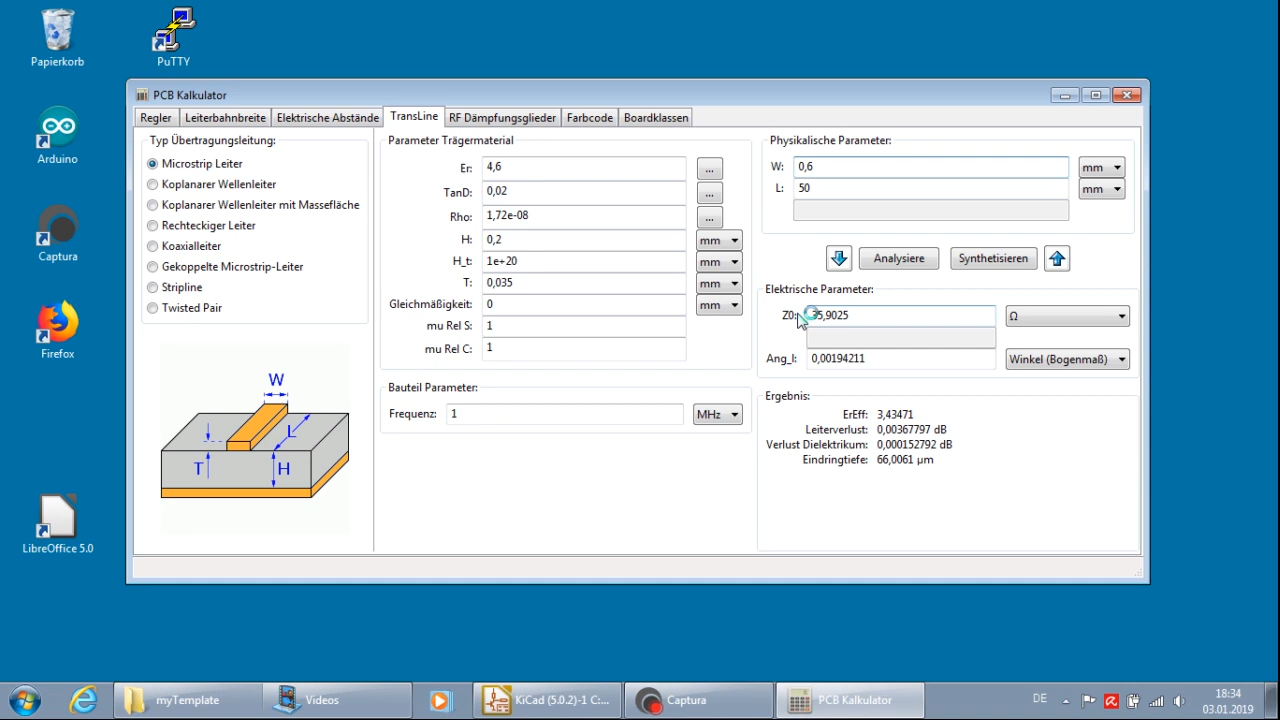 Papierkorb
PuTTY
Arduino
Captura
Firefox
LibreOffice 5.0
PCB Kalkulator
Regler Leiterbahnbreite Elektrische Abstände TransLine RF Dämpfungsglieder Farbcode Boardklassen
Typ Übertragungsleitung:
Microstrip Leiter
Koplanarer Wellenleiter
Koplanarer Wellenleiter mit Massefläche
Rechteckiger Leiter
Koaxialleiter
Gekoppelte Microstrip-Leiter
Stripline
Twisted Pair
W
L
T
H
Parameter Trägermaterial
Er: 4,6 ...
TanD: 0,02 ...
Rho: 1,72e-08 ...
H: 0,2 mm
H_t: 1e+20 mm
T: 0,035 mm
Gleichmäßigkeit: 0 mm
mu Rel S: 1
mu Rel C: 1
Bauteil Parameter:
Frequenz: 1 MHz
Physikalische Parameter:
W: 0,6 mm
L: 50 mm
Analysiere Synthetisieren
Elektrische Parameter:
Z0: 5,9025 Ω
Ang_l: 0,00194211 Winkel (Bogenmaß)
Ergebnis:
ErEff: 3,43471
Leiterverlust: 0,00367797 dB
Verlust Dielektrikum: 0,000152792 dB
Eindringtiefe: 66,0061 µm
myTemplate
Videos
KiCad (5.0.2)-1 C:...
Captura
PCB Kalkulator
DE
18:34
03.01.2019